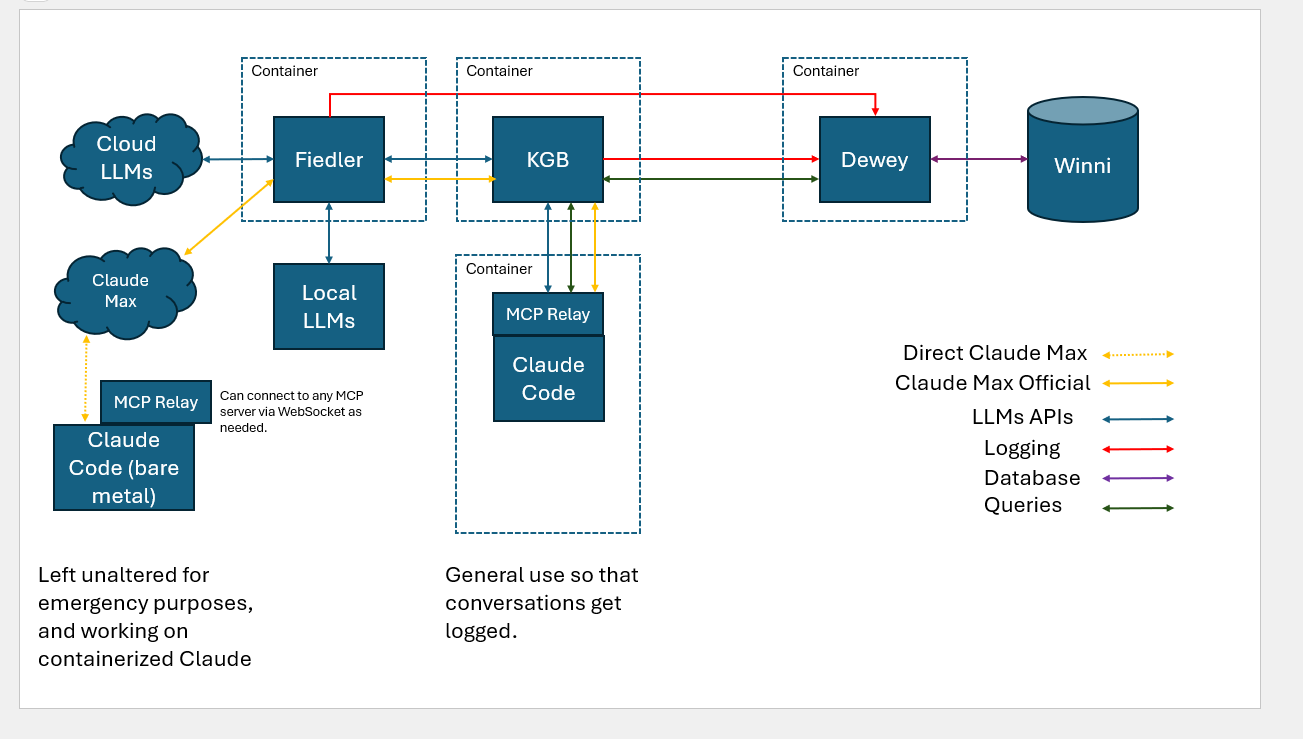 Container
Container
Container
Cloud
LLMs
Fiedler
KGB
Dewey
Winni
Claude
Max
Local
LLMs
Container
MCP Relay
Claude
Code
MCP Relay
Can connect to any MCP
server via WebSocket as
needed.
Claude
Code (bare
metal)
Direct Claude Max
Claude Max Official
LLMs APIs
Logging
Database
Queries
Left unaltered for
emergency purposes,
and working on
containerized Claude
General use so that
conversations get
logged.